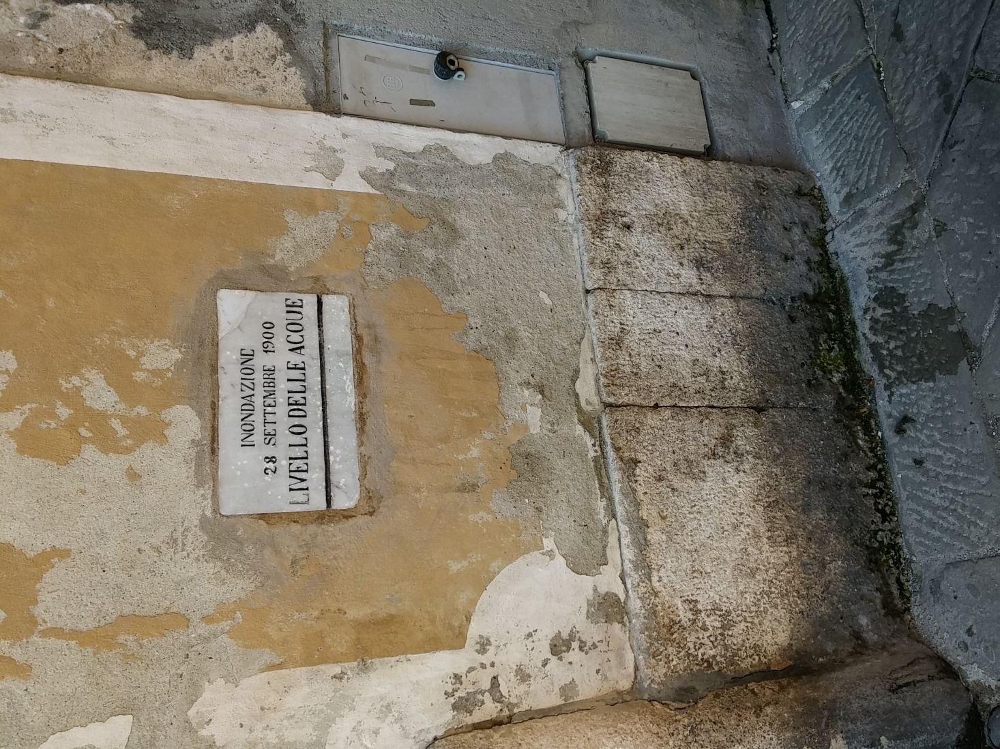 INONDAZIONE
28 SETTEMBRE 1900
LIVELLO DELLE ACQUE